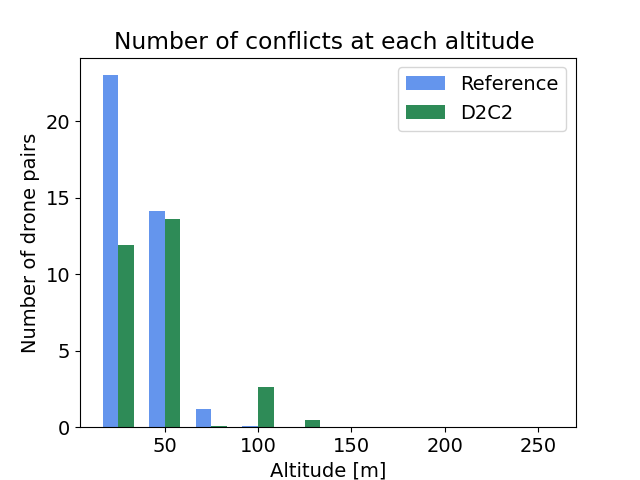 Number of conflicts at each altitude
Reference
D2C2
Number of drone pairs
20
15
10
5
0
50 100 150 200 250
Altitude [m]